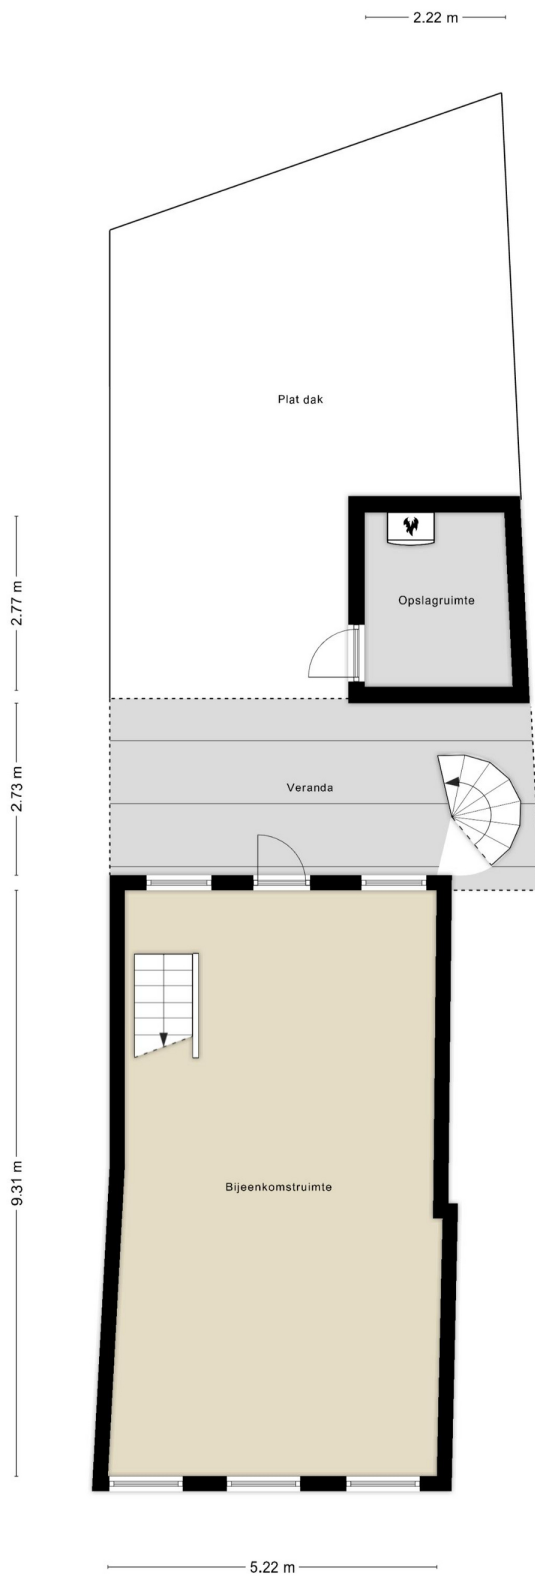 2.22 m
Plat dak
2.77 m
Opslagruimte
2.73 m
Veranda
9.31 m
Bijeenkomstruimte
5.22 m